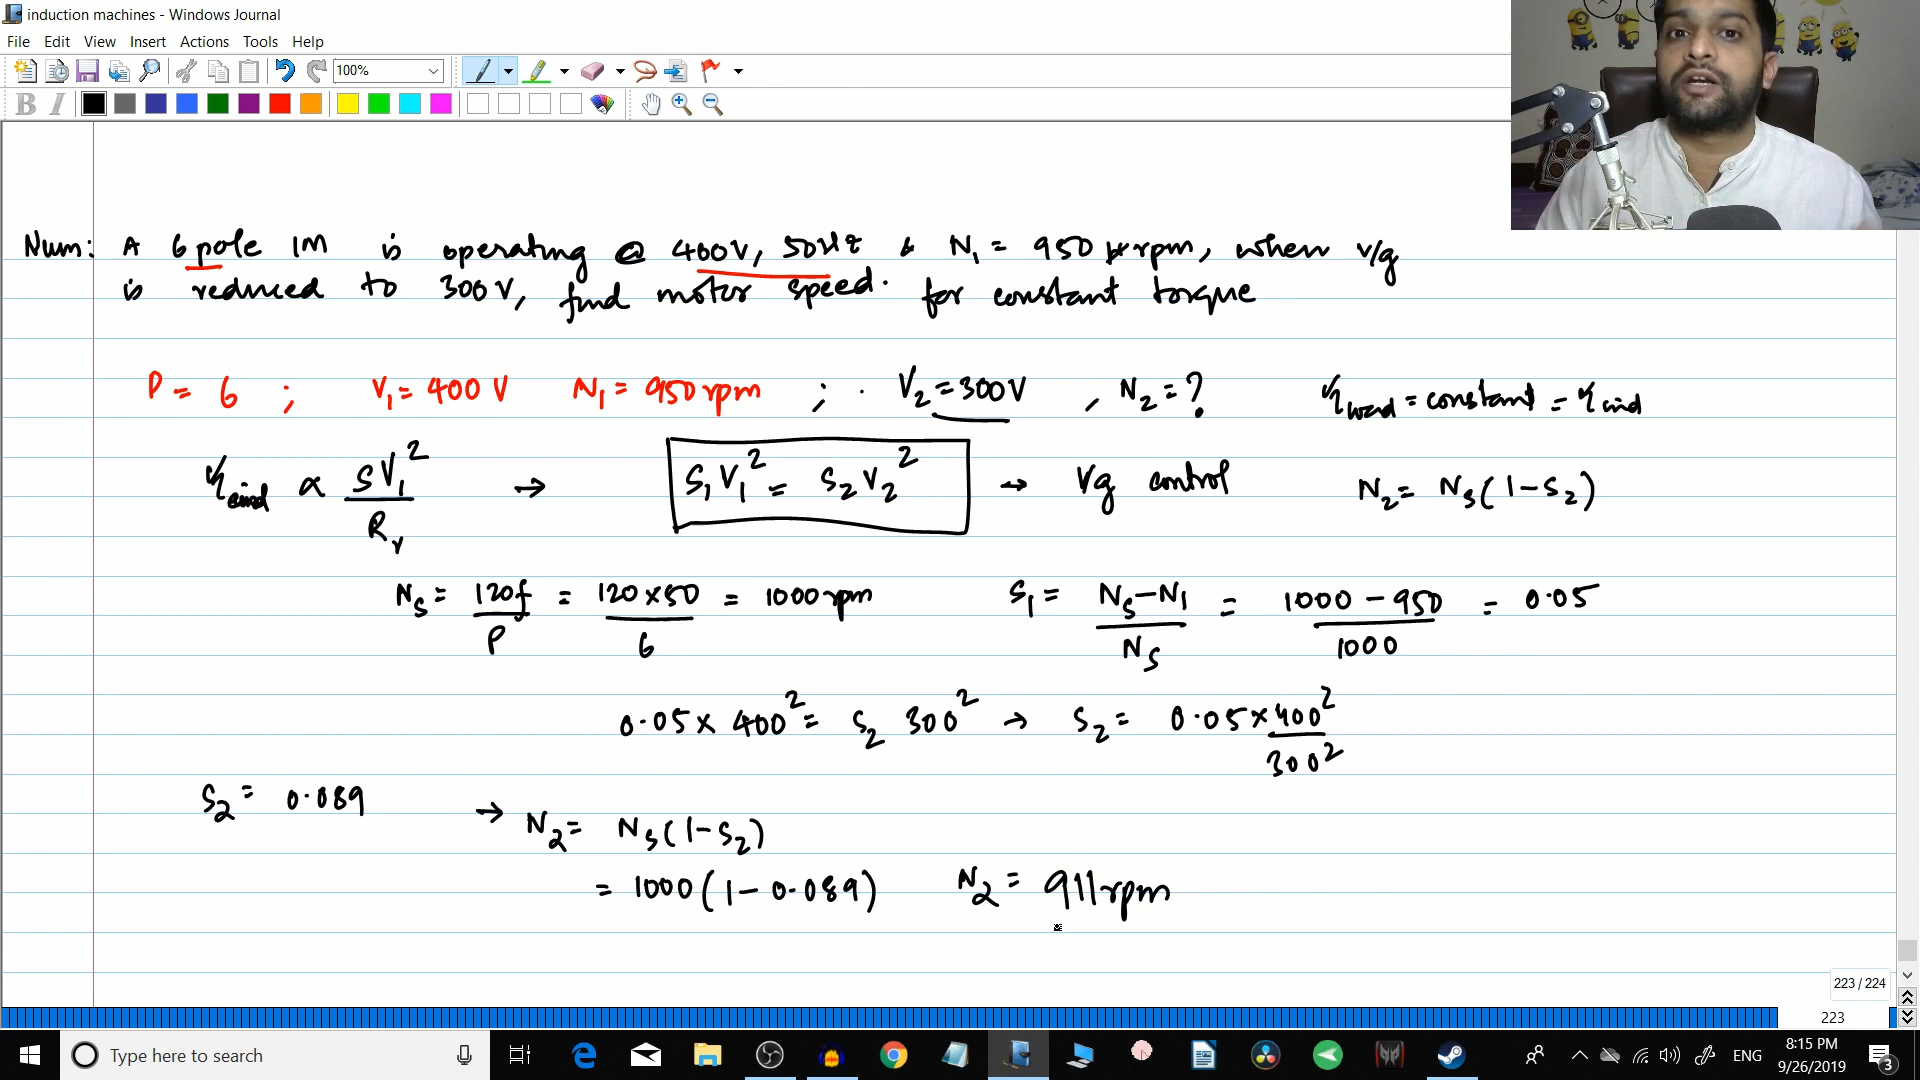 induction machines - Windows Journal
File Edit View Insert Actions Tools Help
100%
B I
Num: A 6 pole IM is operating @ 400V, 50Hz & N₁ = 950 rpm, when v/g
is reduced to 300V, find motor speed. for constant torque
P = 6 ; V₁ = 400 V N₁ = 950 rpm ; V₂ = 300V , N₂ = ? τload = constant = τind
τind ∝ SV₁²/Rr → S₁V₁² = S₂V₂² → Vg control N₂ = Ns(1-S₂)
Ns = 120f/P = 120×50/6 = 1000 rpm S₁ = Ns-N₁/Ns = 1000-950/1000 = 0.05
0.05 × 400² = S₂ 300² → S₂ = 0.05×400²/300²
S₂ = 0.089 → N₂ = Ns(1-S₂)
= 1000(1-0.089) N₂ = 911 rpm
223 / 224
223
Type here to search
ENG
8:15 PM
9/26/2019
3